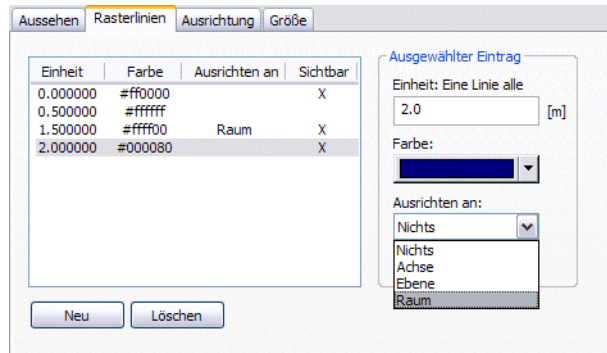 Aussehen Rasterlinien Ausrichtung Größe
Einheit Farbe Ausrichten an Sichtbar
0.000000 #ff0000 X
0.500000 #ffffff
1.500000 #ffff00 Raum X
2.000000 #000080 X
Neu Löschen
Ausgewählter Eintrag
Einheit: Eine Linie alle
2.0 [m]
Farbe:
Ausrichten an:
Nichts
Nichts
Achse
Ebene
Raum